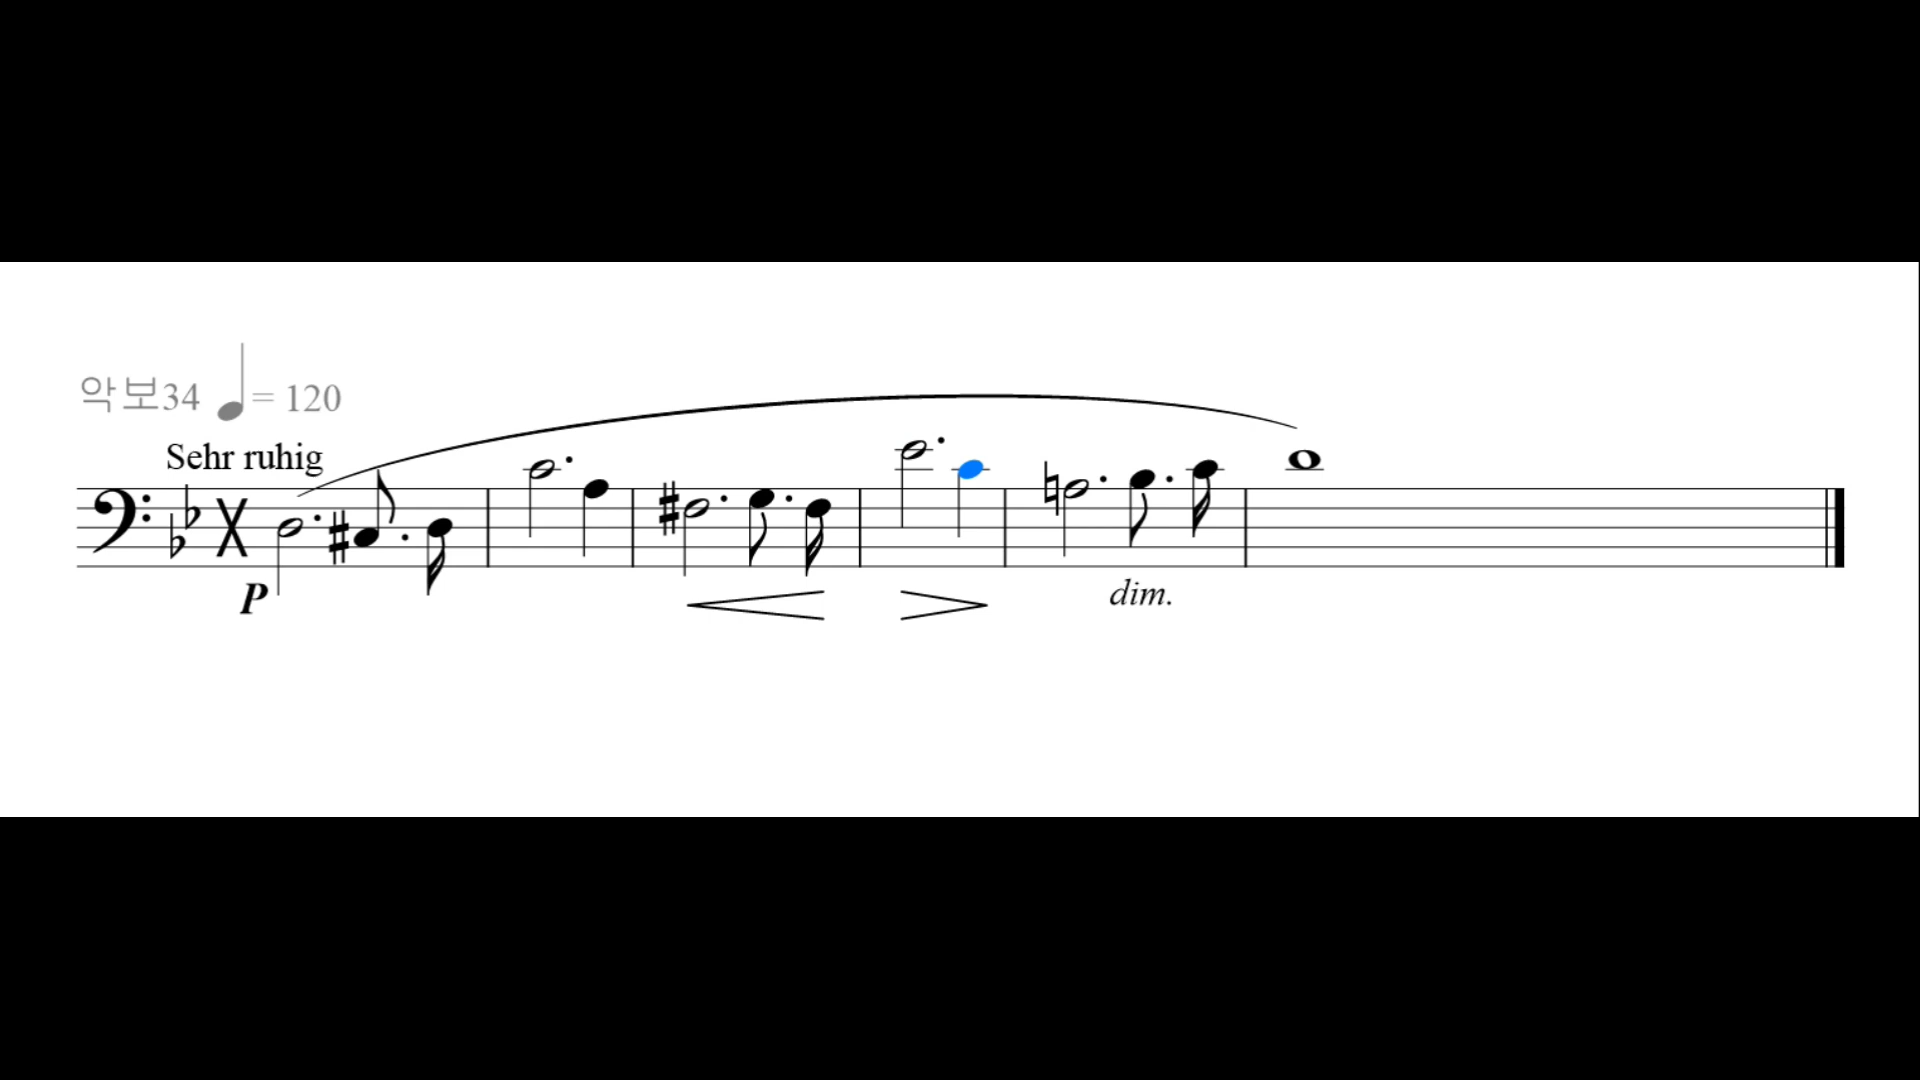 악보34 = 120
Sehr ruhig
p
dim.